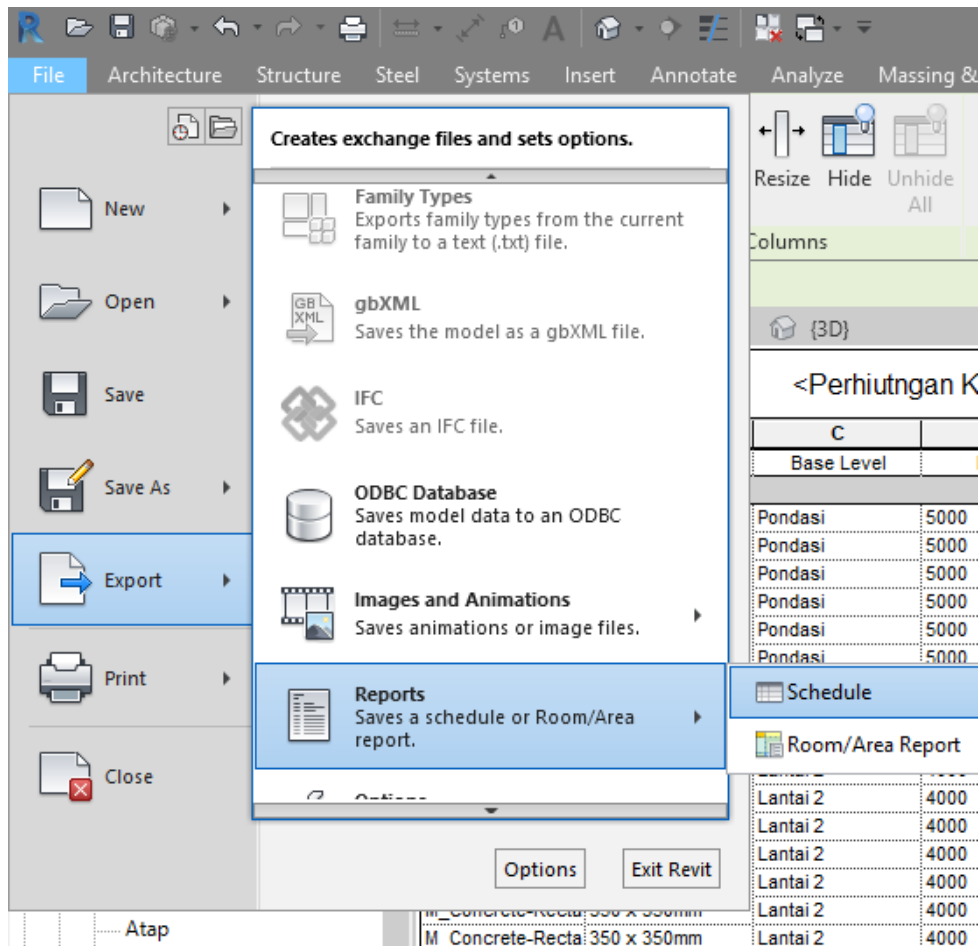 File Architecture Structure Steel Systems Insert Annotate Analyze Massing &
Creates exchange files and sets options.
New
Open
Save
Save As
Export
Print
Close
Family Types
Exports family types from the current
family to a text (.txt) file.
GB
XML
gbXML
Saves the model as a gbXML file.
IFC
Saves an IFC file.
ODBC Database
Saves model data to an ODBC
database.
Images and Animations
Saves animations or image files.
Reports
Saves a schedule or Room/Area
report.
Options
Schedule
Room/Area Report
Options Exit Revit
Resize Hide Unhide
All
Columns
{3D}
<Perhiutngan K
C
Base Level
Pondasi 5000
Pondasi 5000
Pondasi 5000
Pondasi 5000
Pondasi 5000
Pondasi 5000
Lantai 2 4000
Lantai 2 4000
Lantai 2 4000
Lantai 2 4000
M_Concrete-Recta 350 x 350mm Lantai 2 4000
M_Concrete-Recta 350 x 350mm Lantai 2 4000
Atap